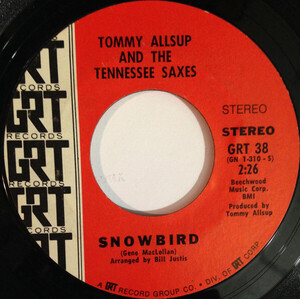 TOMMY ALLSUP
AND THE
TENNESSEE SAXES
GRT
RECORDS
GRT
RECORDS
GRT
RECORDS
GRT
STEREO
STEREO
GRT 38
(GN 1-310 - S)
2:26
Beechwood
Music Corp.
BMI
Produced by
Tommy Allsup
SNOWBIRD
(Gene MacLellan)
Arranged by Bill Justis
A GRT RECORD GROUP CO. • DIV. OF GRT CORP.